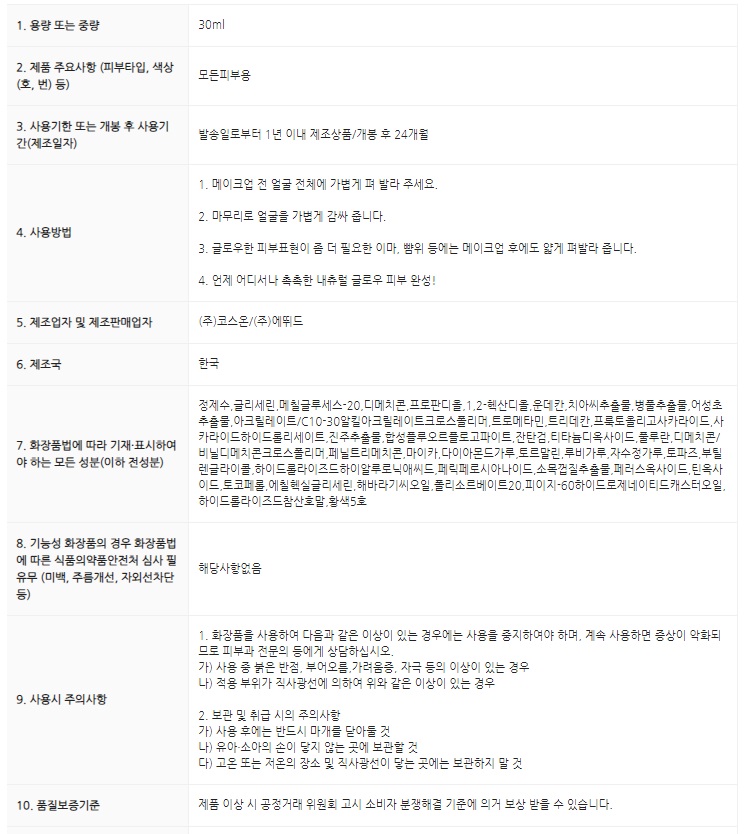 1. 용량 또는 중량
30ml
2. 제품 주요사항 (피부타입, 색상
(호, 번) 등)
모든피부용
3. 사용기한 또는 개봉 후 사용기
간(제조일자)
발송일로부터 1년 이내 제조상품/개봉 후 24개월
4. 사용방법
1. 메이크업 전 얼굴 전체에 가볍게 펴 발라 주세요.
2. 마무리로 얼굴을 가볍게 감싸 줍니다.
3. 글로우한 피부표현이 좀 더 필요한 이마, 뺨위 등에는 메이크업 후에도 얇게 펴발라 줍니다.
4. 언제 어디서나 촉촉한 내츄럴 글로우 피부 완성!
5. 제조업자 및 제조판매업자
(주)코스온/(주)에뛰드
6. 제조국
한국
7. 화장품법에 따라 기재·표시하여
야 하는 모든 성분(이하 전성분)
정제수,글리세린,메칠글루세스-20,디메치콘,프로판디올,1,2-헥산디올,운데칸,치아씨추출물,병풀추출물,어성초
추출물,아크릴레이트/C10-30알킬아크릴레이트크로스폴리머,트로메타민,트리데칸,프룩토올리고사카라이드,사
카라이드하이드롤리세이트,진주추출물,합성플루오르플로고파이트,잔탄검,티타늄디옥사이드,풀루란,디메치콘/
비닐디메치콘크로스폴리머,페닐트리메치콘,마이카,다이아몬드가루,토르말린,루비가루,자수정가루,토파즈,부틸
렌글라이콜,하이드롤라이즈드하이알루로닉애씨드,페릭페로시아나이드,소목껍질추출물,페러스옥사이드,틴옥사
이드,토코페롤,에칠헥실글리세린,해바라기씨오일,폴리소르베이트20,피이지-60하이드로제네이티드캐스터오일,
하이드롤라이즈드참산호말,황색5호
8. 기능성 화장품의 경우 화장품법
에 따른 식품의약품안전처 심사 필
유무 (미백, 주름개선, 자외선차단
등)
해당사항없음
9. 사용시 주의사항
1. 화장품을 사용하여 다음과 같은 이상이 있는 경우에는 사용을 중지하여야 하며, 계속 사용하면 증상이 악화되
므로 피부과 전문의 등에게 상담하십시오.
가) 사용 중 붉은 반점, 부어오름,가려움증, 자극 등의 이상이 있는 경우
나) 적용 부위가 직사광선에 의하여 위와 같은 이상이 있는 경우
2. 보관 및 취급 시의 주의사항
가) 사용 후에는 반드시 마개를 닫아둘 것
나) 유아·소아의 손이 닿지 않는 곳에 보관할 것
다) 고온 또는 저온의 장소 및 직사광선이 닿는 곳에는 보관하지 말 것
10. 품질보증기준
제품 이상 시 공정거래 위원회 고시 소비자 분쟁해결 기준에 의거 보상 받을 수 있습니다.